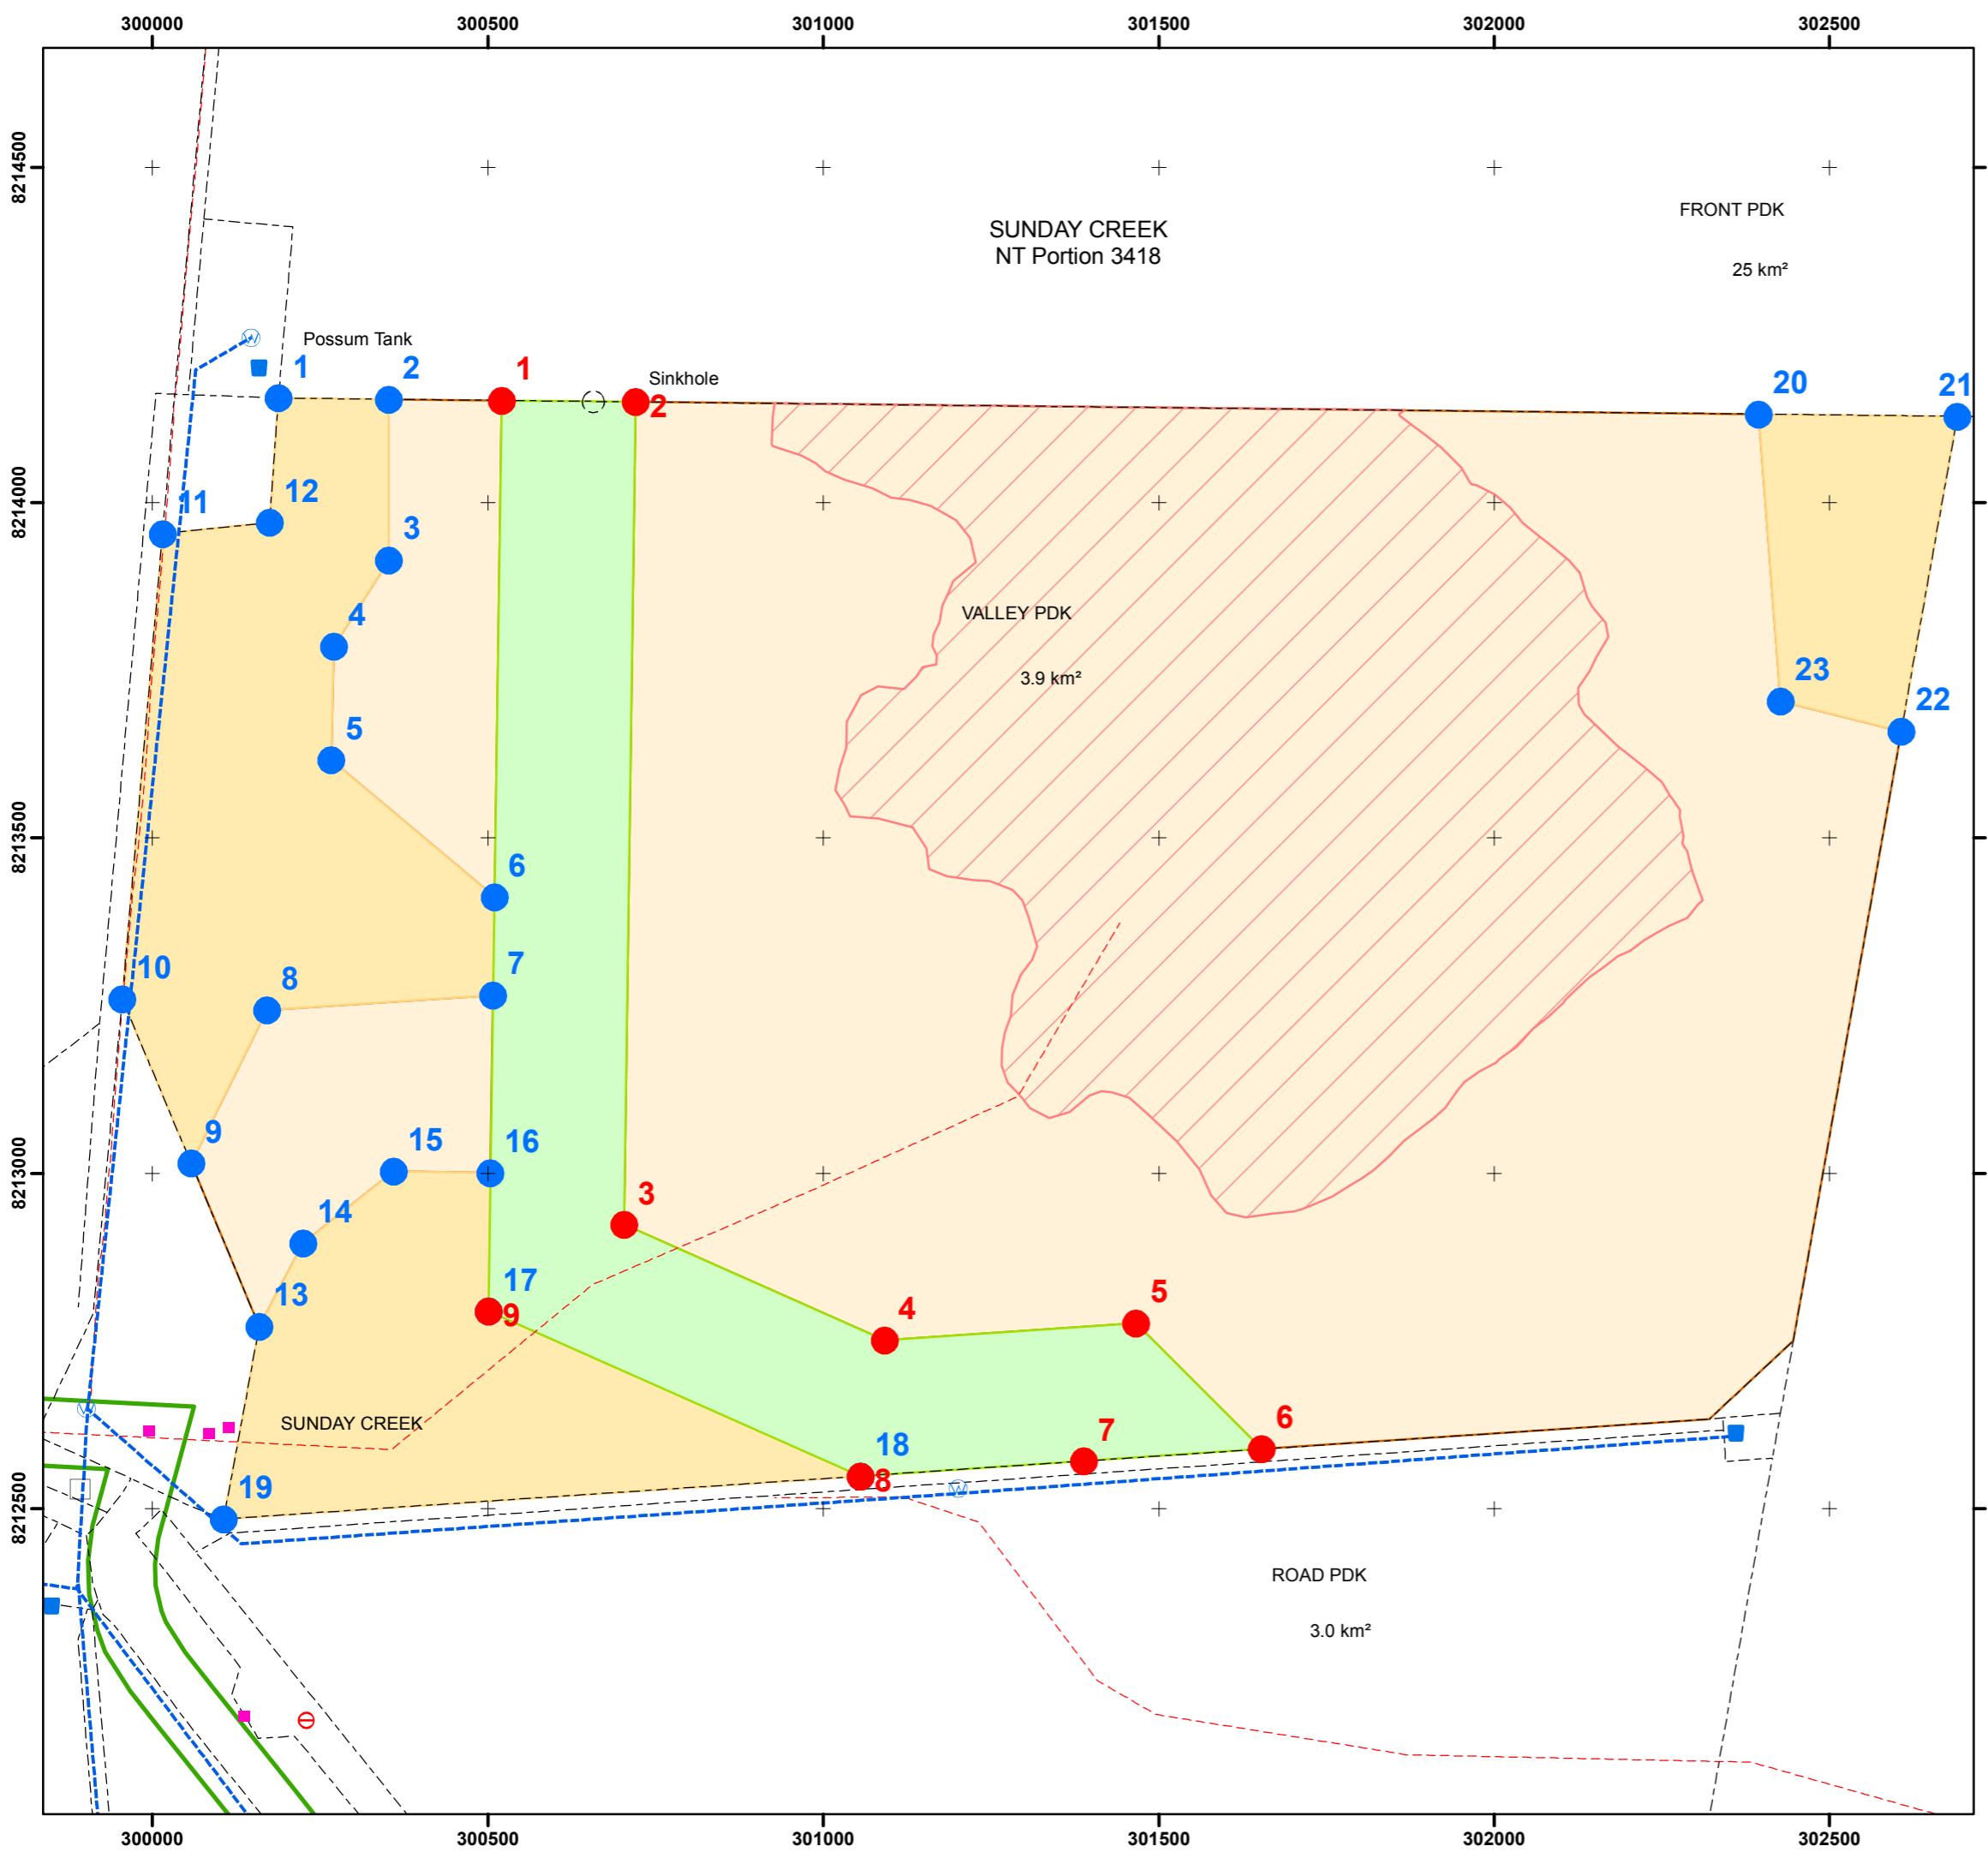 300000 300500 301000 301500 302000 302500
8214500
FRONT PDK
SUNDAY CREEK
NT Portion 3418
25 km²
Possum Tank
Sinkhole
1 2 1 2 20 21
8214000
11 12 3
4
VALLEY PDK
3.9 km²
23 22
5
8213500
6
10 8 7
9 15 16
8213000
3
14
13 17 9 4 5
SUNDAY CREEK
18 8 7 6
19
8212500
ROAD PDK
3.0 km²
W
W
W
300000 300500 301000 301500 302000 302500